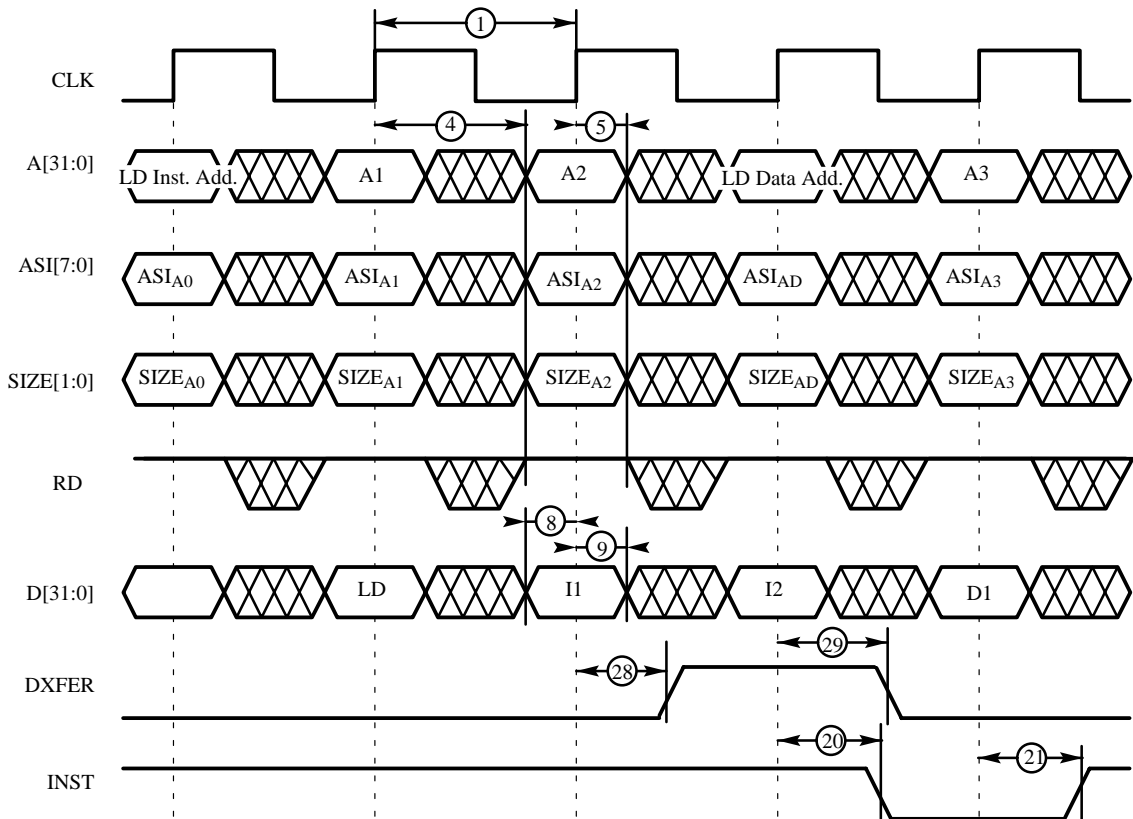 1
CLK
4 5
A[31:0] LD Inst. Add. A1 A2 LD Data Add. A3
ASI[7:0] ASIA0 ASIA1 ASIA2 ASIAD ASIA3
SIZE[1:0] SIZEA0 SIZEA1 SIZEA2 SIZEAD SIZEA3
RD
8
9
D[31:0] LD I1 I2 D1
28 29
DXFER
20 21
INST